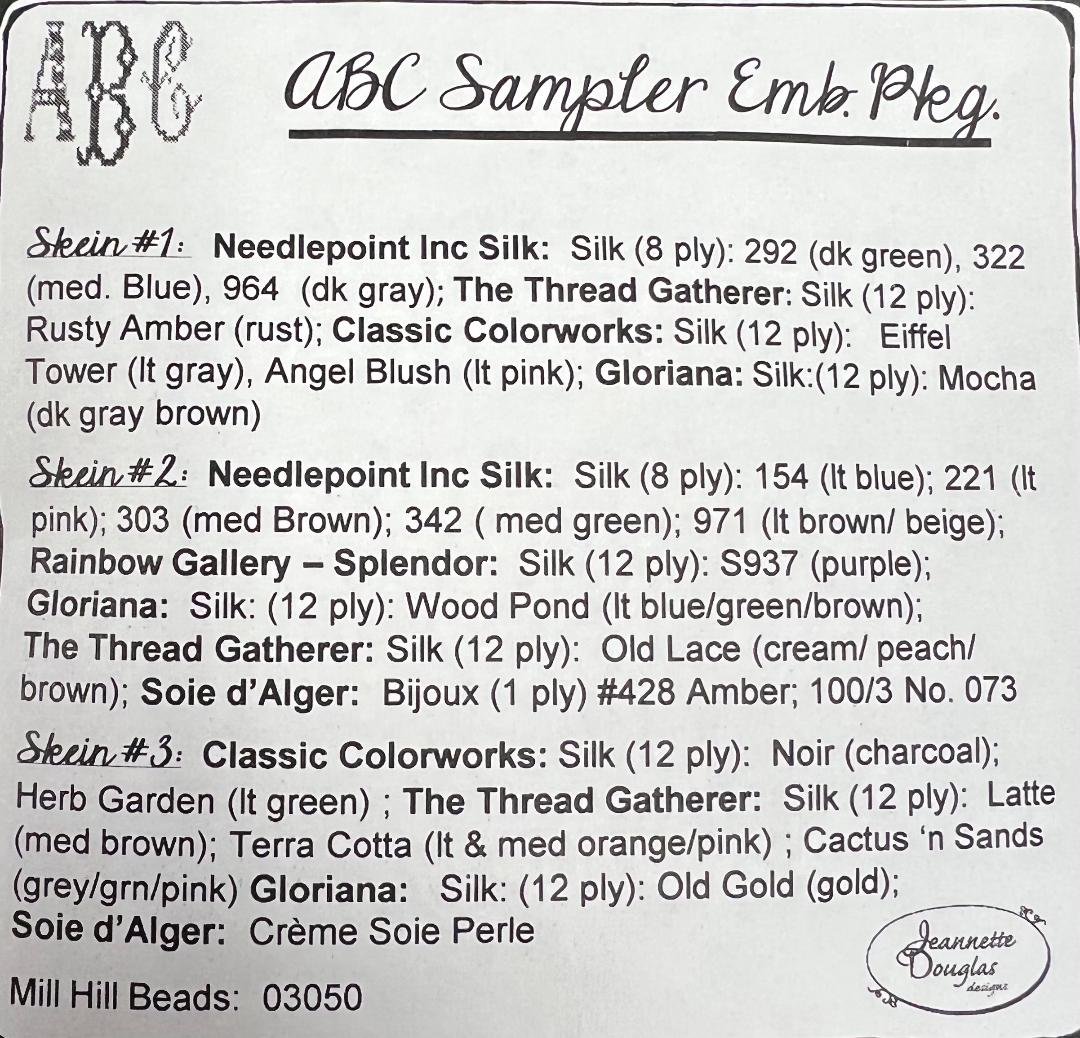 ABC
ABC Sampler Emb. Pkg.
Skein #1: Needlepoint Inc Silk: Silk (8 ply): 292 (dk green), 322
(med. Blue), 964 (dk gray); The Thread Gatherer: Silk (12 ply):
Rusty Amber (rust); Classic Colorworks: Silk (12 ply): Eiffel
Tower (lt gray), Angel Blush (lt pink); Gloriana: Silk:(12 ply): Mocha
(dk gray brown)
Skein #2: Needlepoint Inc Silk: Silk (8 ply): 154 (lt blue); 221 (lt
pink); 303 (med Brown); 342 ( med green); 971 (lt brown/ beige);
Rainbow Gallery – Splendor: Silk (12 ply): S937 (purple);
Gloriana: Silk: (12 ply): Wood Pond (lt blue/green/brown);
The Thread Gatherer: Silk (12 ply): Old Lace (cream/ peach/
brown); Soie d’Alger: Bijoux (1 ply) #428 Amber; 100/3 No. 073
Skein #3: Classic Colorworks: Silk (12 ply): Noir (charcoal);
Herb Garden (lt green) ; The Thread Gatherer: Silk (12 ply): Latte
(med brown); Terra Cotta (lt & med orange/pink) ; Cactus ‘n Sands
(grey/grn/pink) Gloriana: Silk: (12 ply): Old Gold (gold);
Soie d’Alger: Crème Soie Perle
Mill Hill Beads: 03050
Jeannette
Douglas
designs